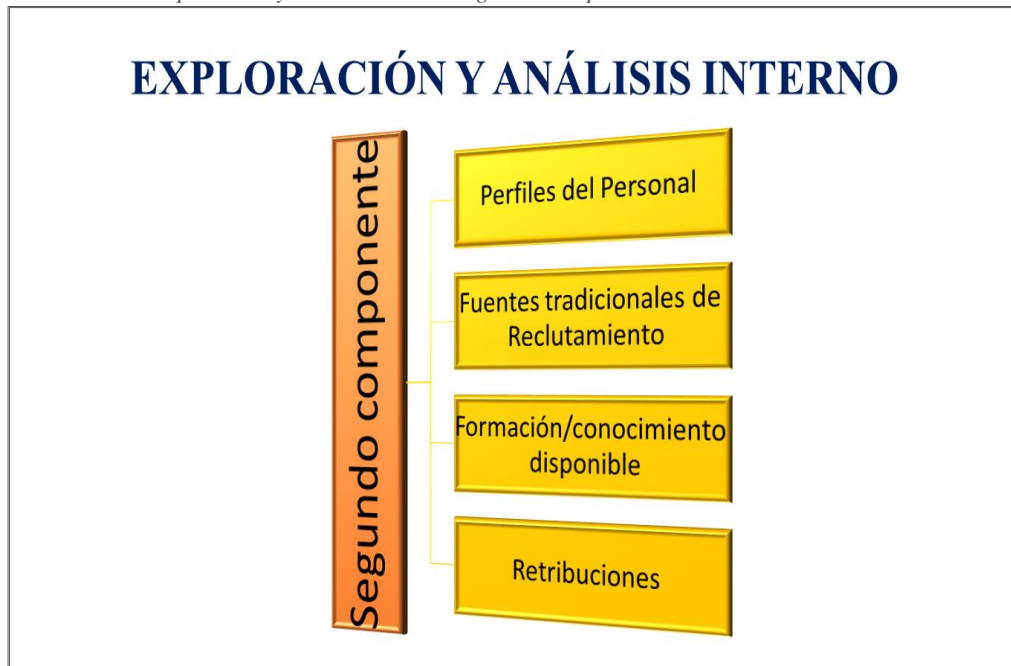 EXPLORACIÓN Y ANÁLISIS INTERNO
Segundo componente
Perfiles del Personal
Fuentes tradicionales de
Reclutamiento
Formación/conocimiento
disponible
Retribuciones